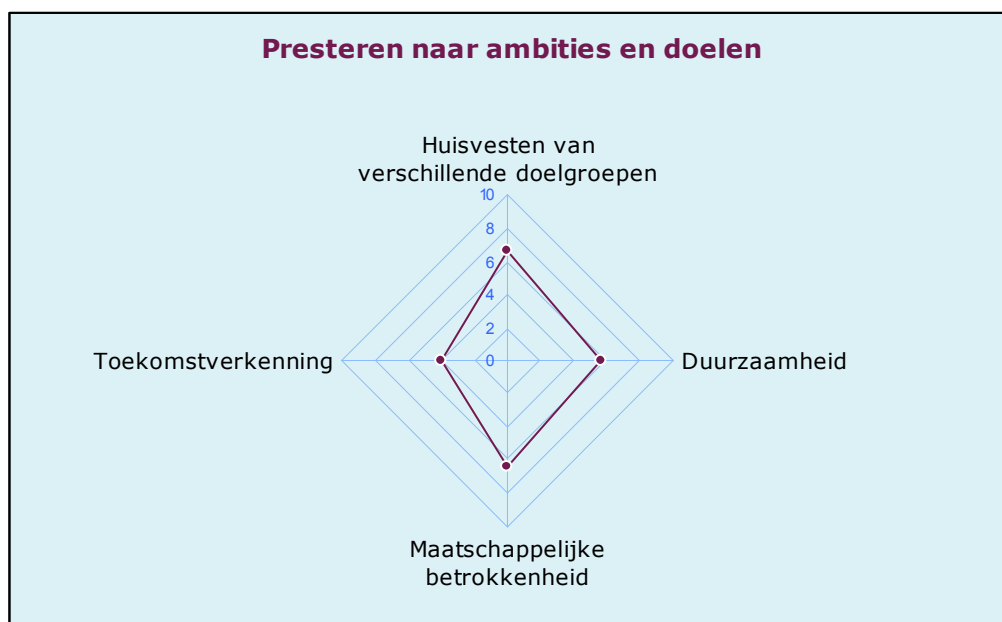 Presteren naar ambities en doelen
Huisvesten van
verschillende doelgroepen
10
8
6
4
2
0
Toekomstverkenning
Duurzaamheid
Maatschappelijke
betrokkenheid